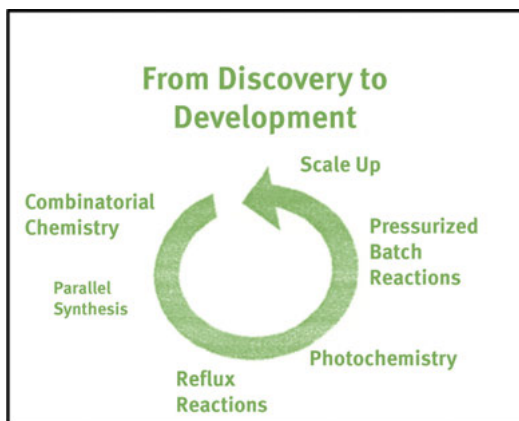 From Discovery to
Development
Scale Up
Combinatorial
Chemistry
Pressurized
Batch
Reactions
Parallel
Synthesis
Photochemistry
Reflux
Reactions